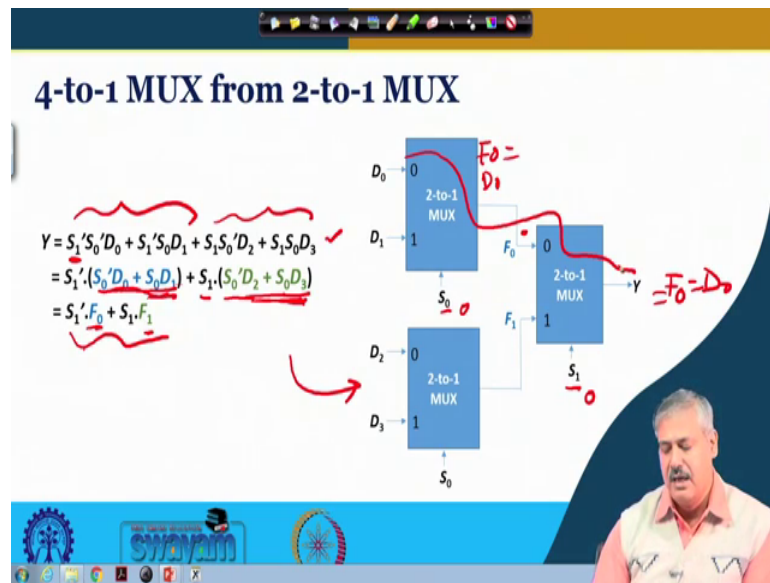 4-to-1 MUX from 2-to-1 MUX
Y = S₁'S₀'D₀ + S₁'S₀D₁ + S₁S₀'D₂ + S₁S₀D₃
= S₁'.(S₀'D₀ + S₀D₁) + S₁.(S₀'D₂ + S₀D₃)
= S₁'.F₀ + S₁.F₁
D₀ 0
2-to-1
MUX
D₁ 1
S₀ 0
F₀ =
D₀
D₂ 0
2-to-1
MUX
D₃ 1
S₀
F₀ 0
2-to-1
MUX
F₁ 1
S₁ 0
Y = F₀ = D₀
swayam